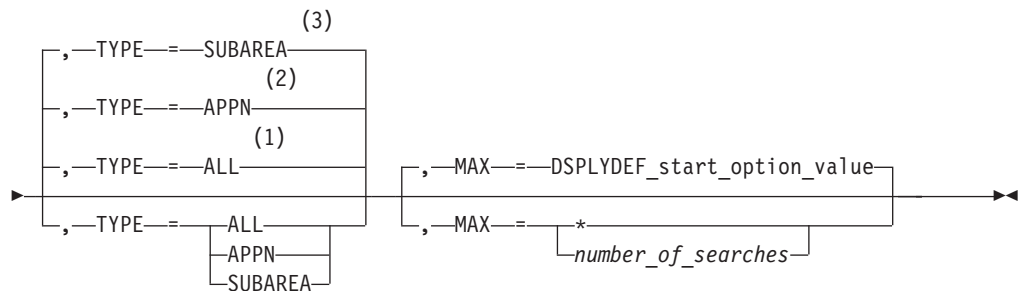 (3)
, TYPE = SUBAREA
(2)
, TYPE = APPN
(1)
, TYPE = ALL
, MAX = DSPLYDEF_start_option_value
, TYPE = ALL
APPN
SUBAREA
, MAX = *
number_of_searches